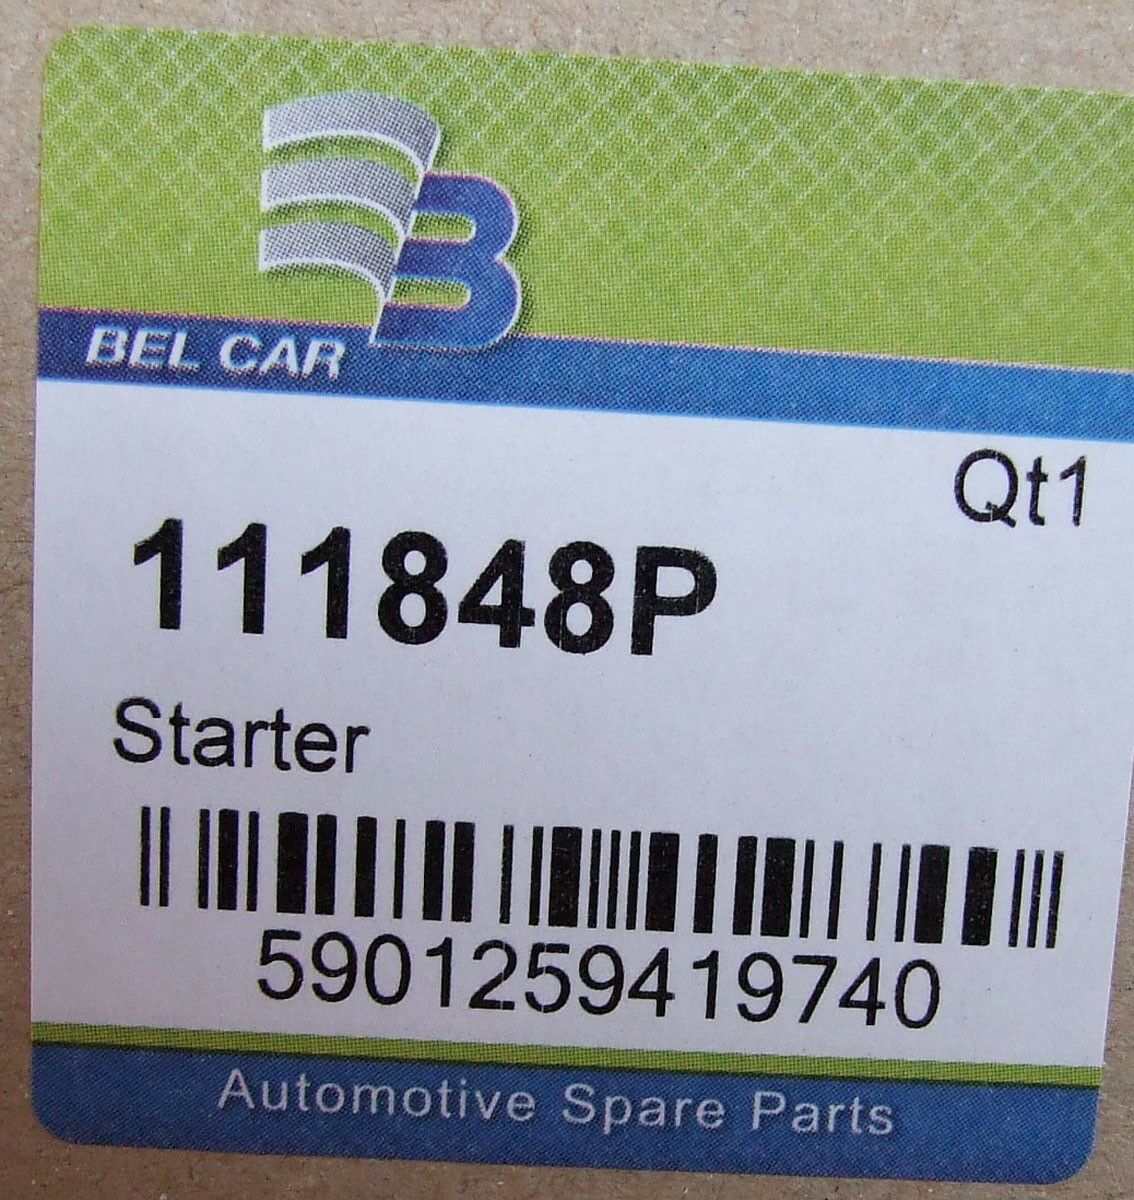 B
BEL CAR
Qt1
111848P
Starter
5901259419740
Automotive Spare Parts